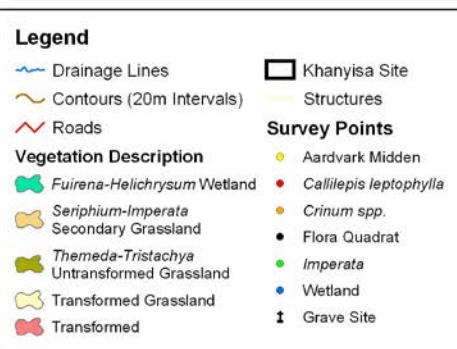 Legend
Drainage Lines
Contours (20m Intervals)
Roads
Vegetation Description
Fuirena-Helichrysum Wetland
Seriphium-Imperata
Secondary Grassland
Themeda-Tristachya
Untransformed Grassland
Transformed Grassland
Transformed
Khanyisa Site
Structures
Survey Points
Aardvark Midden
Callilepis leptophylla
Crinum spp.
Flora Quadrat
Imperata
Wetland
Grave Site